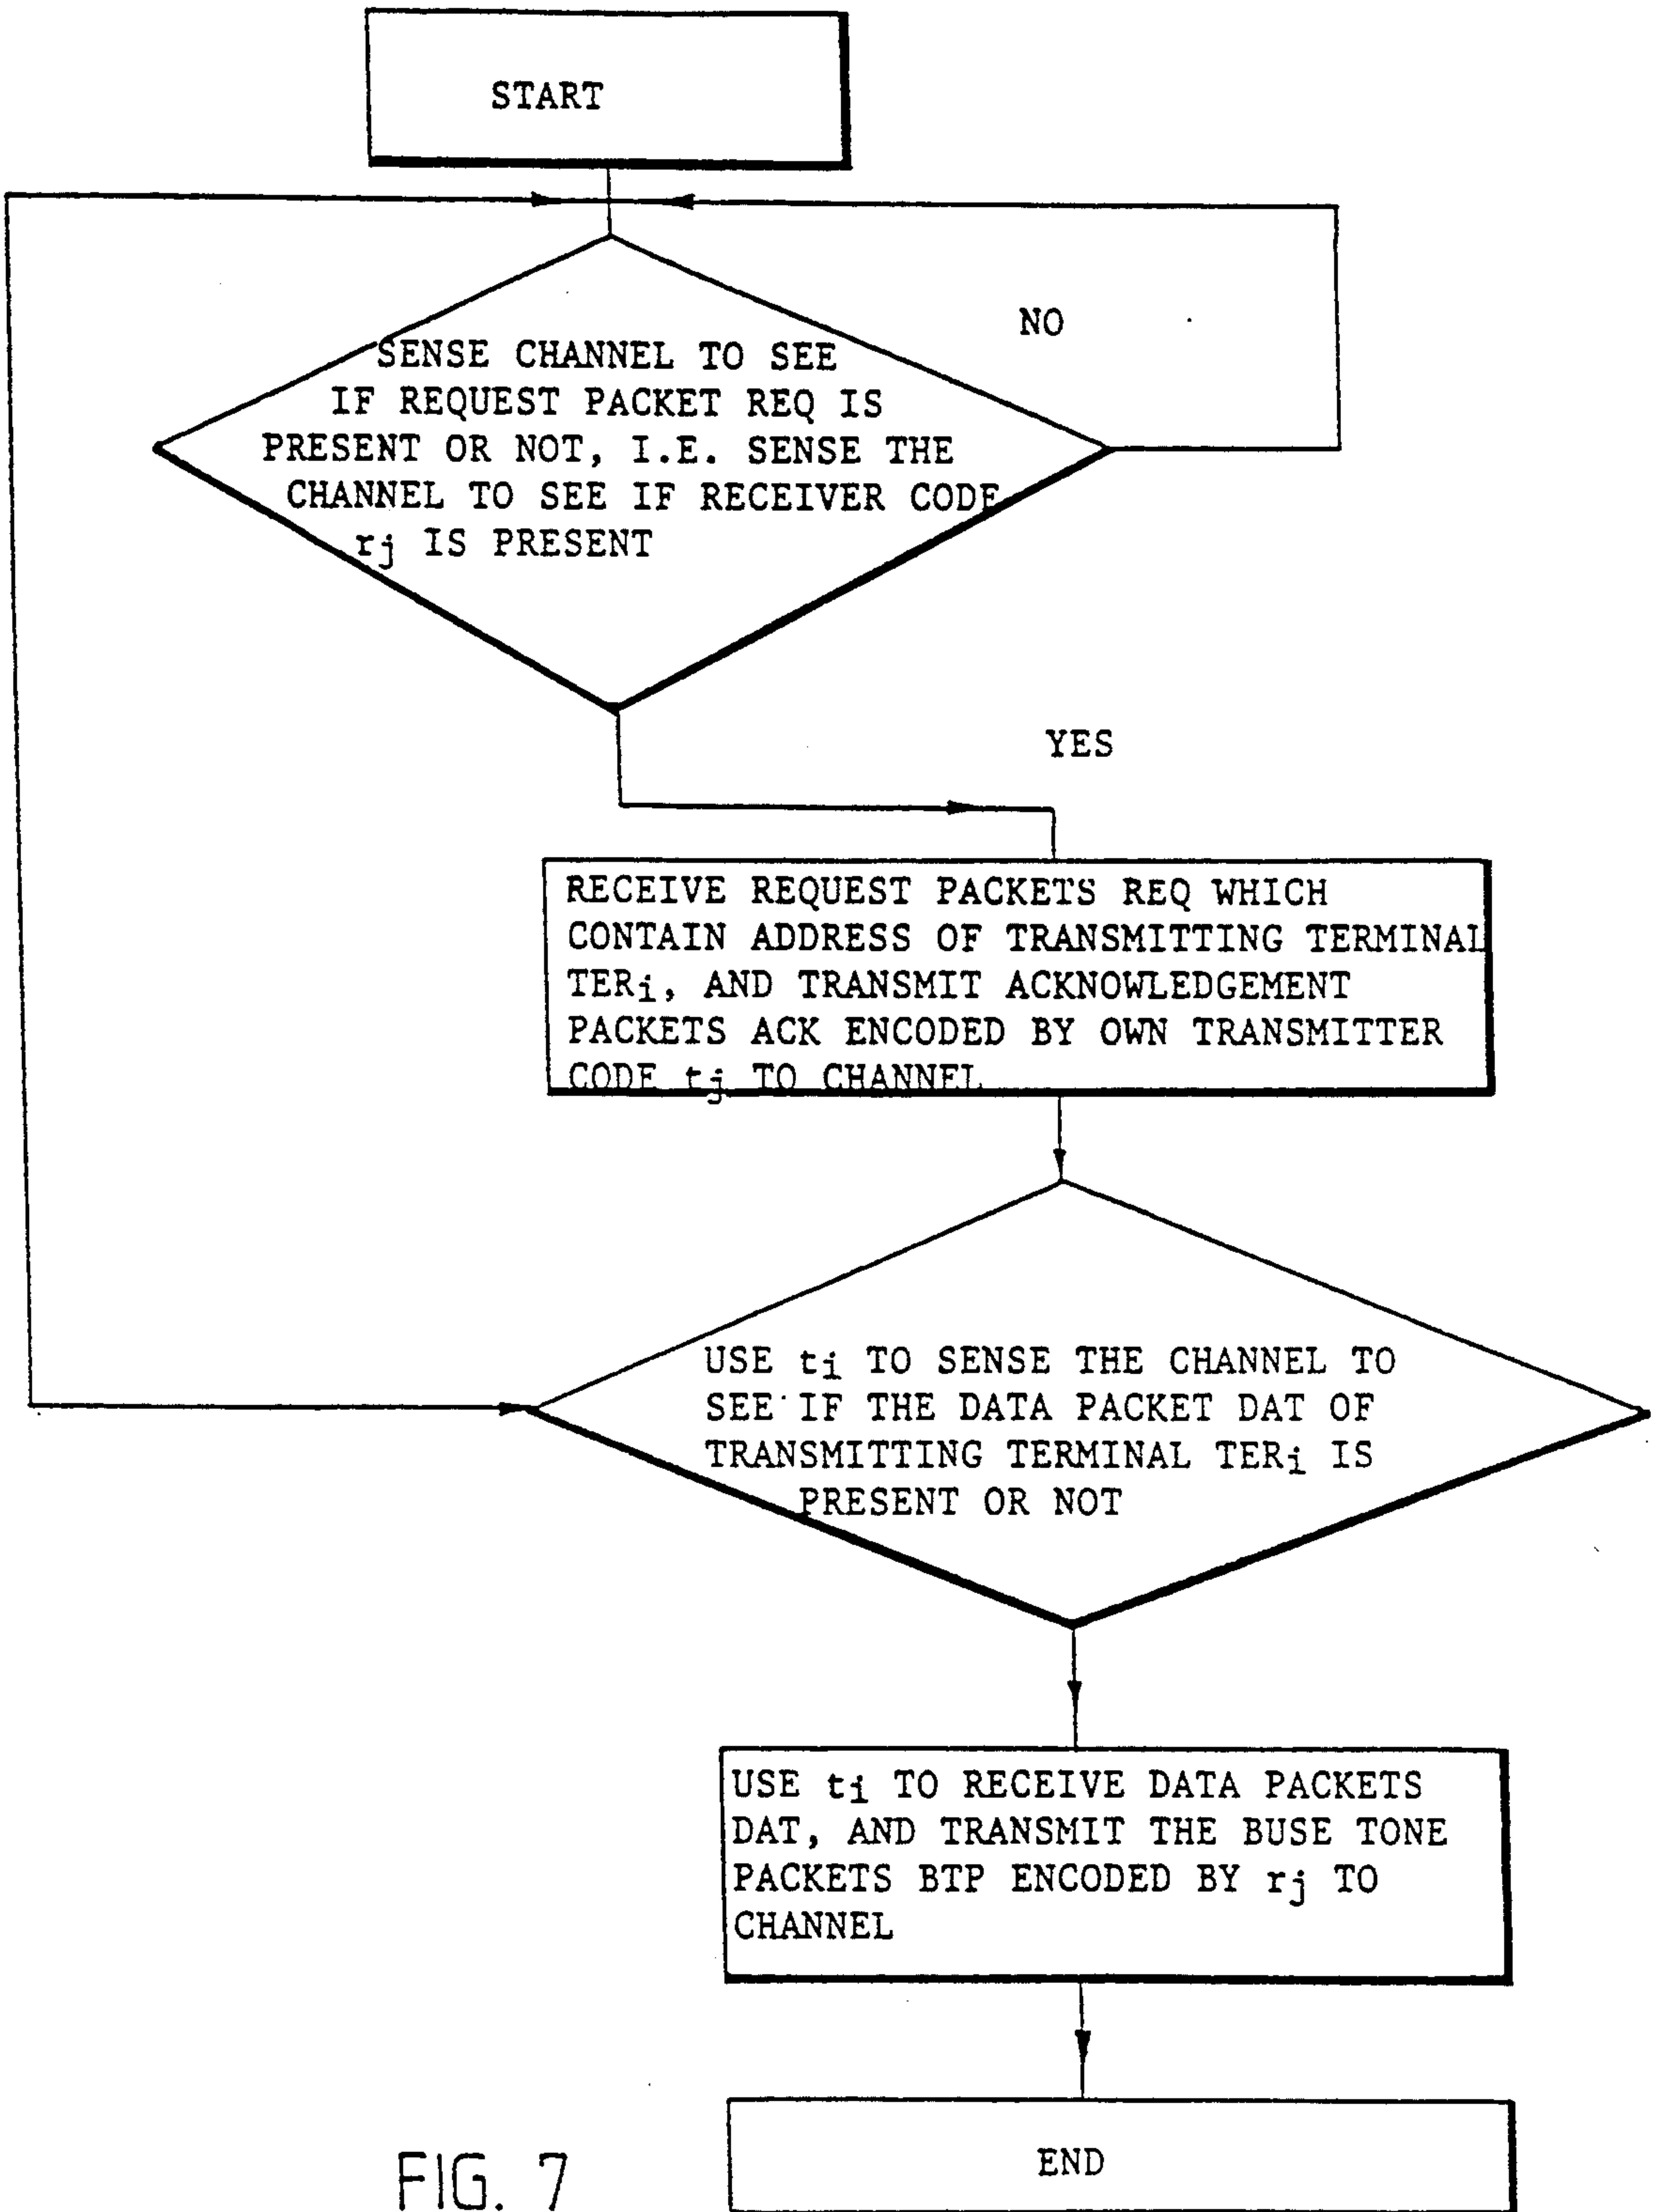 START
NO
SENSE CHANNEL TO SEE
IF REQUEST PACKET REQ IS
PRESENT OR NOT, I.E. SENSE THE
CHANNEL TO SEE IF RECEIVER CODE
rj IS PRESENT
YES
RECEIVE REQUEST PACKETS REQ WHICH
CONTAIN ADDRESS OF TRANSMITTING TERMINAL
TERi, AND TRANSMIT ACKNOWLEDGEMENT
PACKETS ACK ENCODED BY OWN TRANSMITTER
CODE tj TO CHANNEL
USE ti TO SENSE THE CHANNEL TO
SEE IF THE DATA PACKET DAT OF
TRANSMITTING TERMINAL TERi IS
PRESENT OR NOT
USE ti TO RECEIVE DATA PACKETS
DAT, AND TRANSMIT THE BUSE TONE
PACKETS BTP ENCODED BY rj TO
CHANNEL
END
FIG. 7